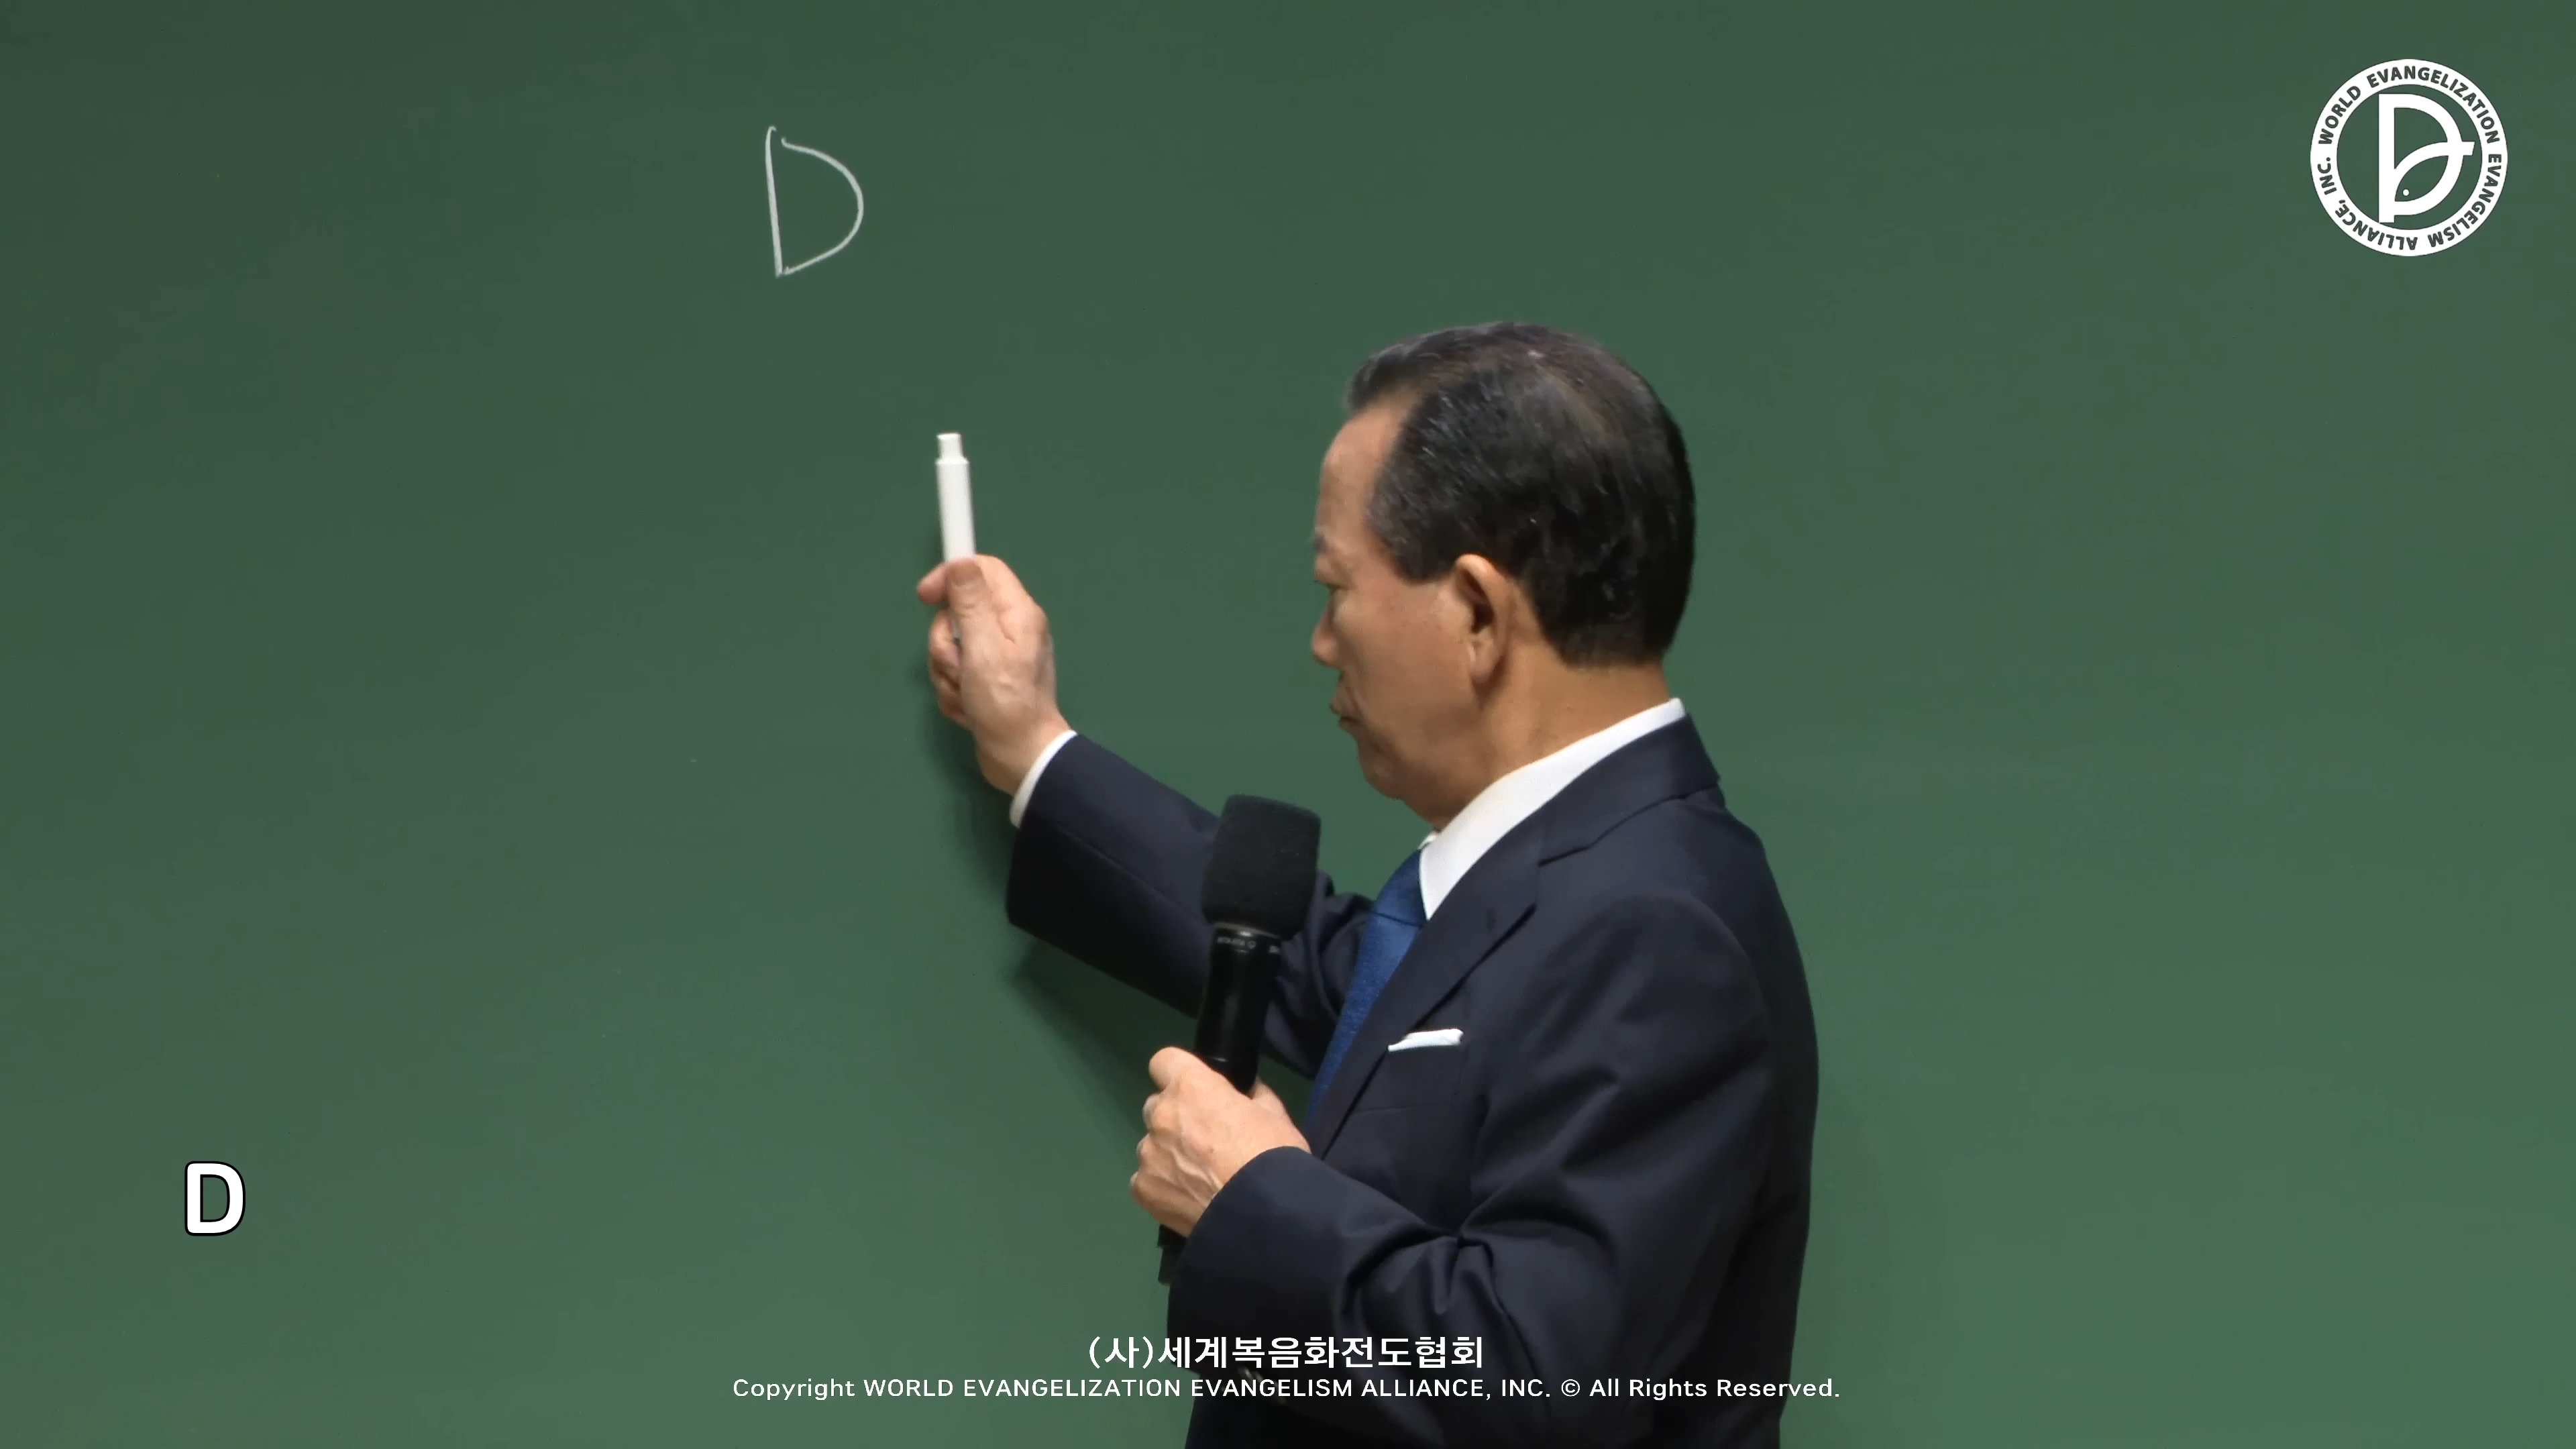 D
WORLD EVANGELIZATION EVANGELISM ALLIANCE, INC.
D
(사)세계복음화전도협회
Copyright WORLD EVANGELIZATION EVANGELISM ALLIANCE, INC. © All Rights Reserved.